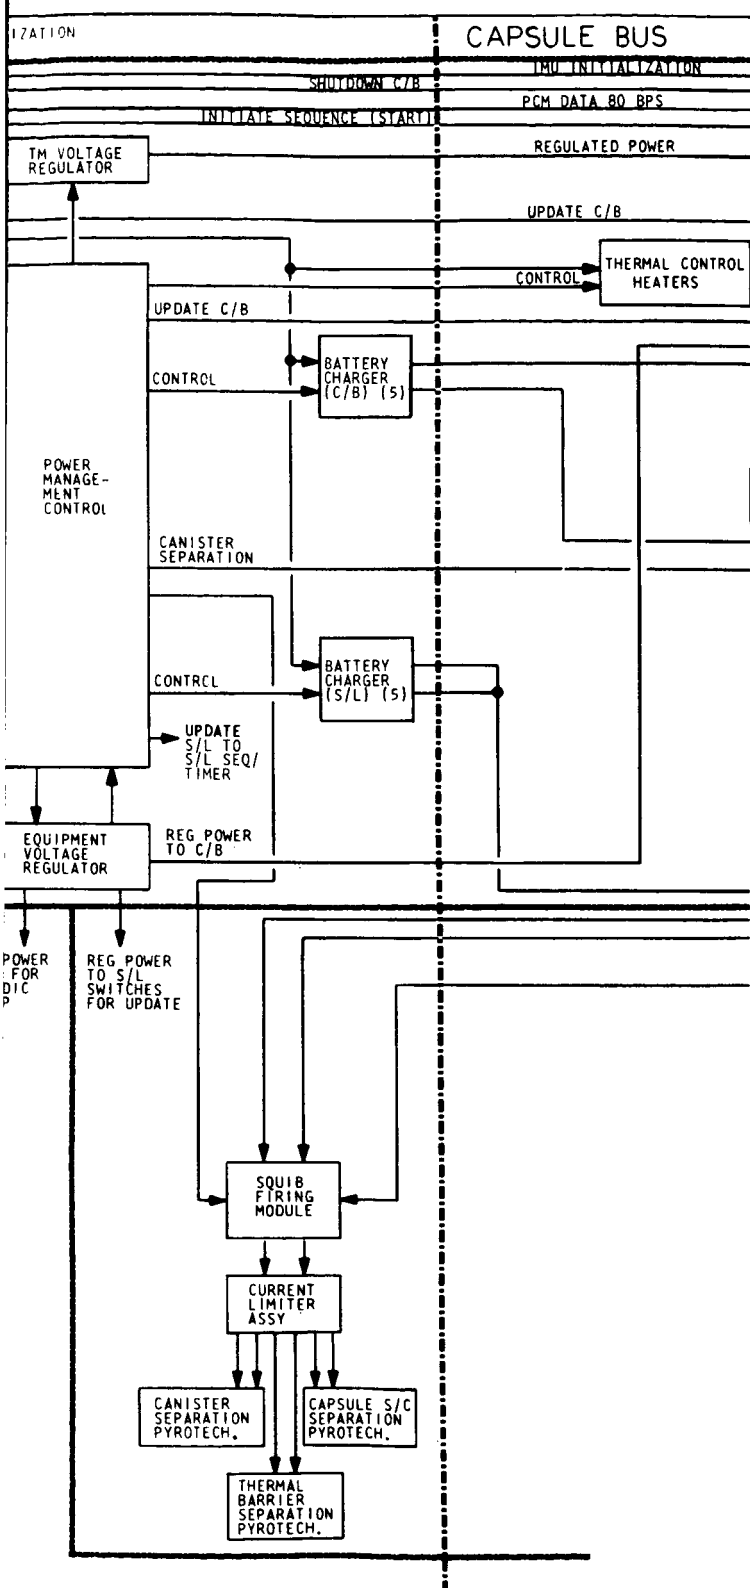 IZATION
CAPSULE BUS
IMU INITIALIZATION
SHUTDOWN C/B
PCM DATA 80 BPS
INITIATE SEQUENCE (START)
TM VOLTAGE
REGULATOR
REGULATED POWER
UPDATE C/B
THERMAL CONTROL
HEATERS
CONTROL
UPDATE C/B
BATTERY
CHARGER
(C/B) (5)
CONTROL
POWER
MANAGE-
MENT
CONTROL
CANISTER
SEPARATION
BATTERY
CHARGER
(S/L) (5)
CONTROL
UPDATE
S/L TO
S/L SEQ/
TIMER
EQUIPMENT
VOLTAGE
REGULATOR
REG POWER
TO C/B
POWER
FOR
DIC
P
REG POWER
TO S/L
SWITCHES
FOR UPDATE
SQUIB
FIRING
MODULE
CURRENT
LIMITER
ASSY
CANISTER
SEPARATION
PYROTECH.
CAPSULE S/C
SEPARATION
PYROTECH.
THERMAL
BARRIER
SEPARATION
PYROTECH.